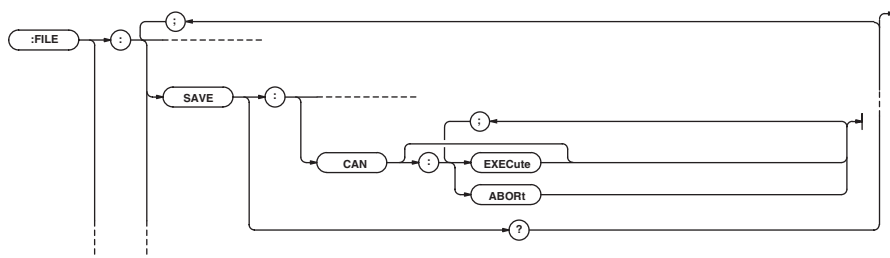 ;
:FILE :
SAVE :
;
CAN : EXECute
ABORt
?